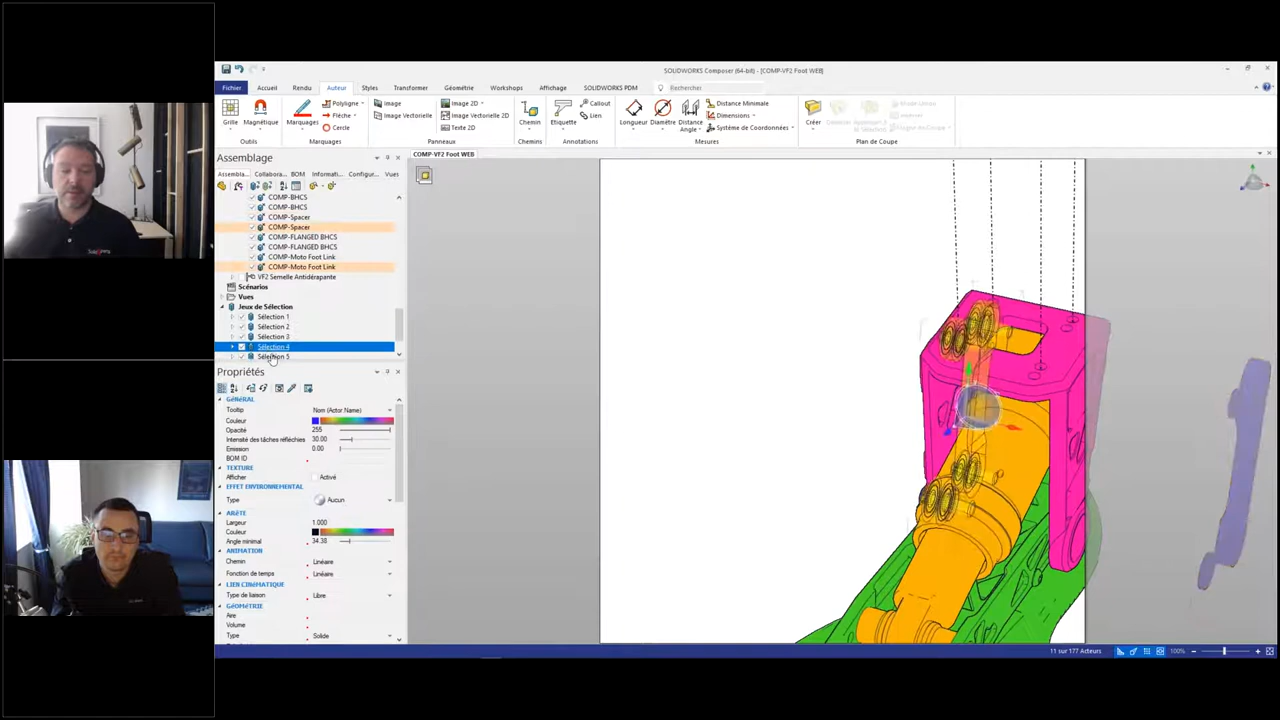 SOLIDWORKS Composer (64-bit) - [COMP-VF2 Foot WEB]
Fichier Accueil Rendu Auteur Styles Transformer Géométrie Workshops Affichage SOLIDWORKS PDM Rechercher
Grille Magnétique Marquages Polygone Flèche Cercle
Image Image Vectorielle Image 2D Image Vectorielle 2D Texte 2D
Chemin Etiquette Callout Lien
Longueur Diamètre Distance Angle Distance Minimale Dimensions Système de Coordonnées
Créer
Outils Marquages Panneaux Chemins Annotations Mesures Plan de Coupe
Assemblage
COMP-VF2 Foot WEB
Assembla... Collabora... BOM Informati... Configur... Vues
COMP-BHCS
COMP-BHCS
COMP-Spacer
COMP-Spacer
COMP-FLANGED BHCS
COMP-FLANGED BHCS
COMP-Moto Foot Link
COMP-Moto Foot Link
VF2 Semelle Antidérapante
Scénarios
Vues
Jeux de Sélection
Sélection 1
Sélection 2
Sélection 3
Sélection 4
Sélection 5
Propriétés
GÉNÉRAL
Tooltip Nom (Actor Name)
Couleur
Opacité 255
Intensité des tâches réfléchies 30.00
Emission 0.00
BOM ID
TEXTURE
Afficher Activé
EFFET ENVIRONNEMENTAL
Type Aucun
ARÊTE
Largeur 1.000
Couleur
Angle minimal 34.38
ANIMATION
Chemin Linéaire
Fonction de temps Linéaire
LIEN CINÉMATIQUE
Type de liaison Libre
GÉOMÉTRIE
Aire
Volume
Type Solide
11 sur 177 Acteurs
100%